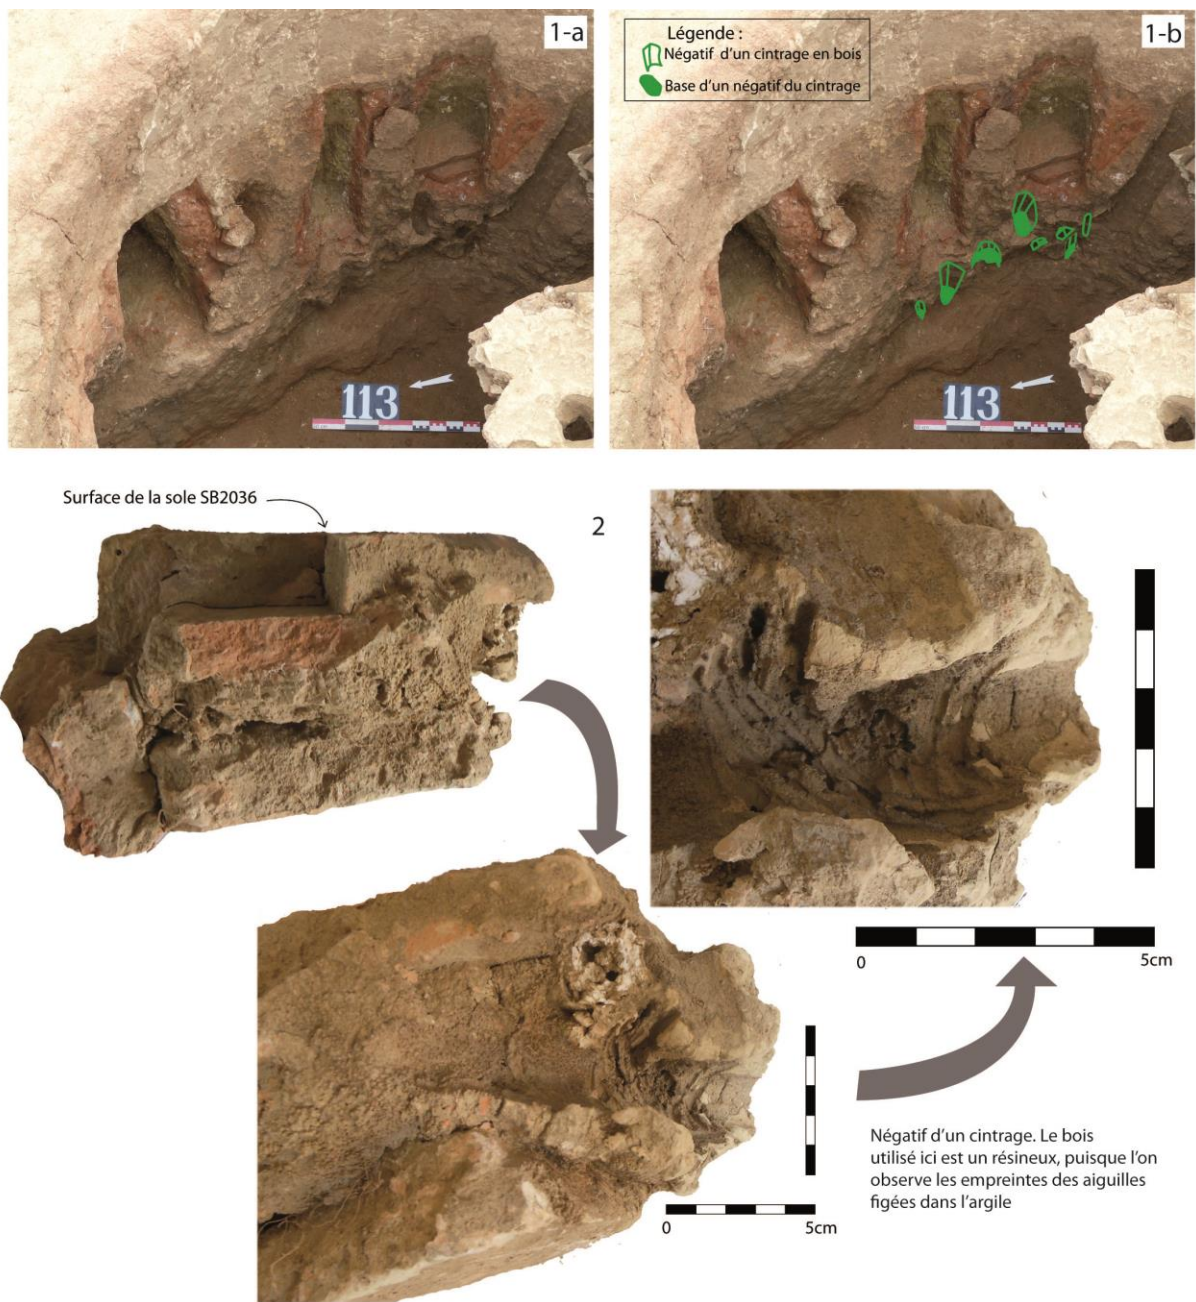 1-a
1-b
Légende :
Négatif d'un cintrage en bois
Base d'un négatif du cintrage
113
113
Surface de la sole SB2036
2
0
5cm
0
5cm
Négatif d'un cintrage. Le bois
utilisé ici est un résineux, puisque l'on
observe les empreintes des aiguilles
figées dans l'argile